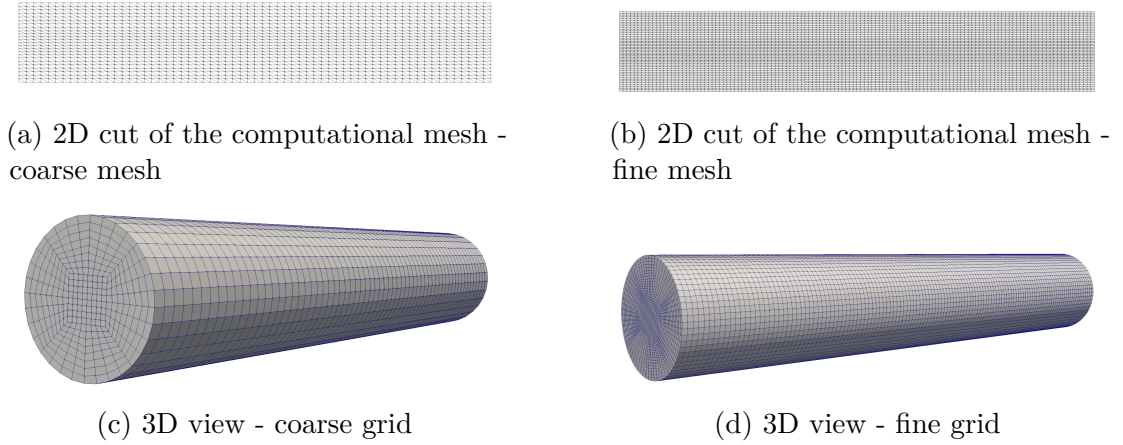 (a) 2D cut of the computational mesh -
coarse mesh
(b) 2D cut of the computational mesh -
fine mesh
(c) 3D view - coarse grid
(d) 3D view - fine grid